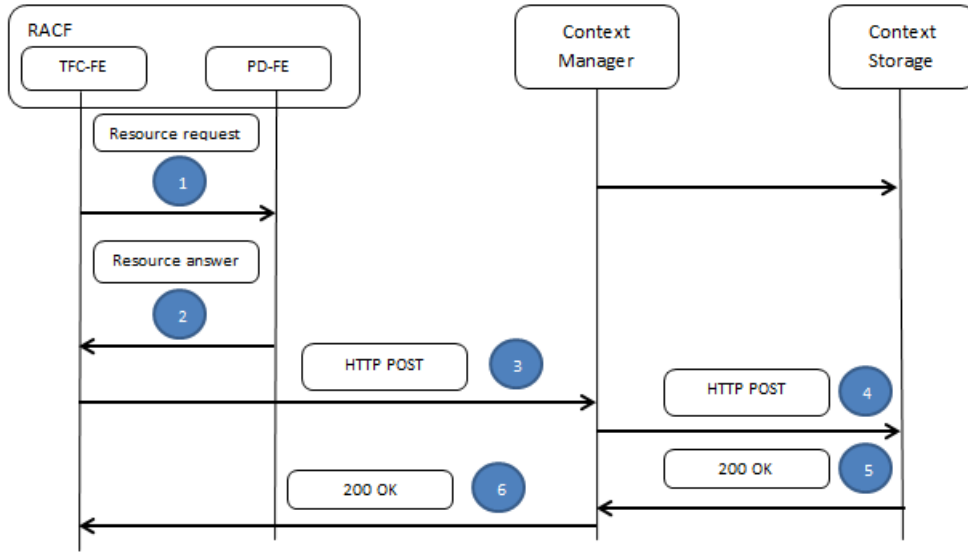 RACF
TFC-FE
PD-FE
Context
Manager
Context
Storage
Resource request
1
Resource answer
2
HTTP POST
3
HTTP POST
4
200 OK
5
200 OK
6